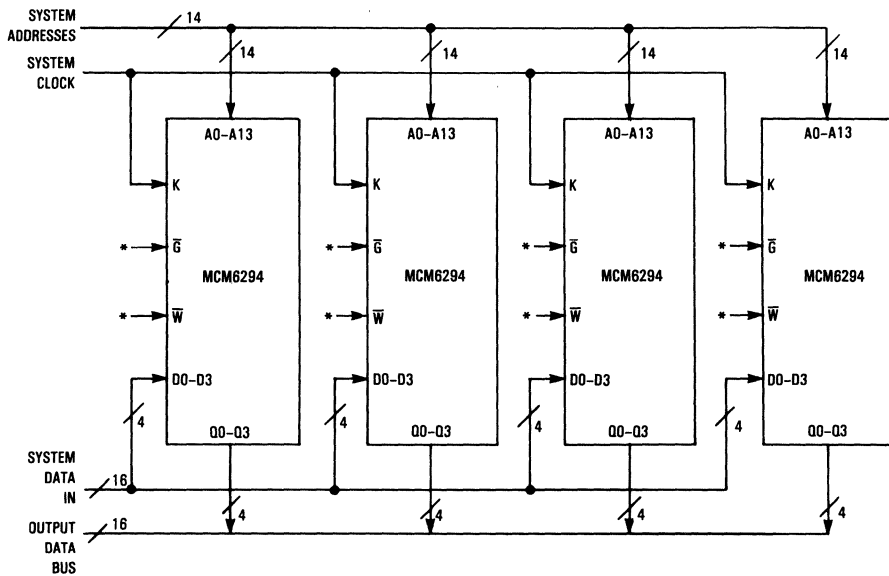 SYSTEM
ADDRESSES
14
14 14 14 14
SYSTEM
CLOCK
A0-A13 A0-A13 A0-A13 A0-A13
K K K K
* G̅ * G̅ * G̅ * G̅
MCM6294 MCM6294 MCM6294 MCM6294
* W̅ * W̅ * W̅ * W̅
D0-D3 D0-D3 D0-D3 D0-D3
4 4 4 4
Q0-Q3 Q0-Q3 Q0-Q3 Q0-Q3
SYSTEM
DATA
IN
16
4 4 4 4
OUTPUT
DATA
BUS
16